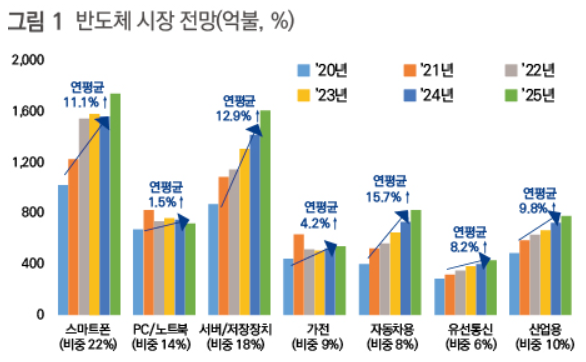 그림 1 반도체 시장 전망(억불, %)
2,000
1,600
1,200
800
400
0
'20년 '21년 '22년
'23년 '24년 '25년
연평균
11.1%↑
연평균
1.5%↑
연평균
12.9%↑
연평균
4.2%↑
연평균
15.7%↑
연평균
8.2%↑
연평균
9.8%↑
스마트폰
(비중 22%)
PC/노트북
(비중 14%)
서버/저장장치
(비중 18%)
가전
(비중 9%)
자동차용
(비중 8%)
유선통신
(비중 6%)
산업용
(비중 10%)